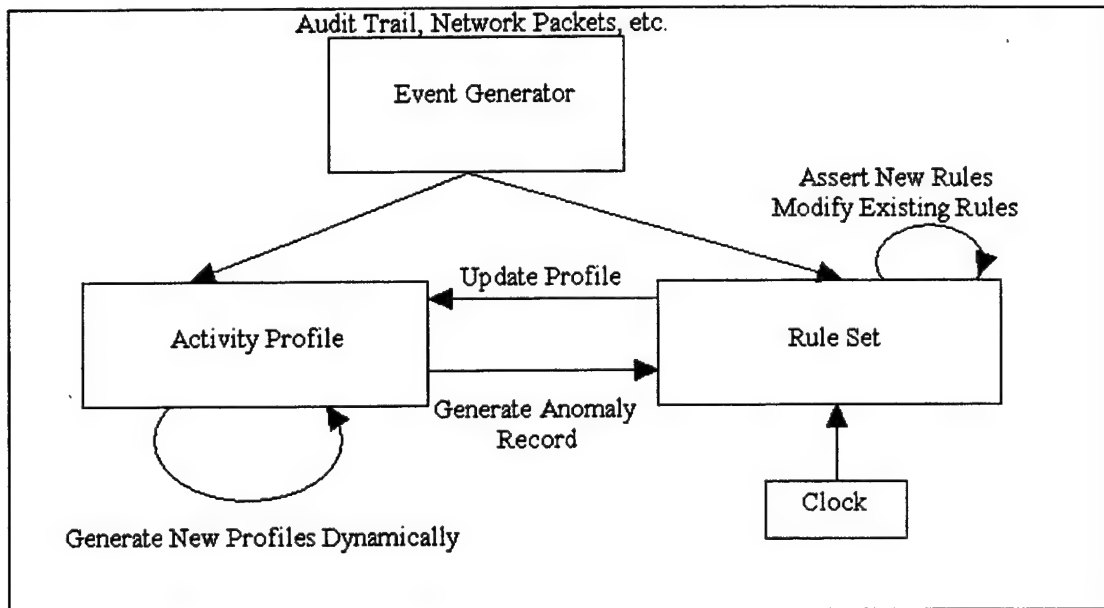 Audit Trail, Network Packets, etc.
Event Generator
Assert New Rules
Modify Existing Rules
Update Profile
Activity Profile
Rule Set
Generate Anomaly
Record
Clock
Generate New Profiles Dynamically